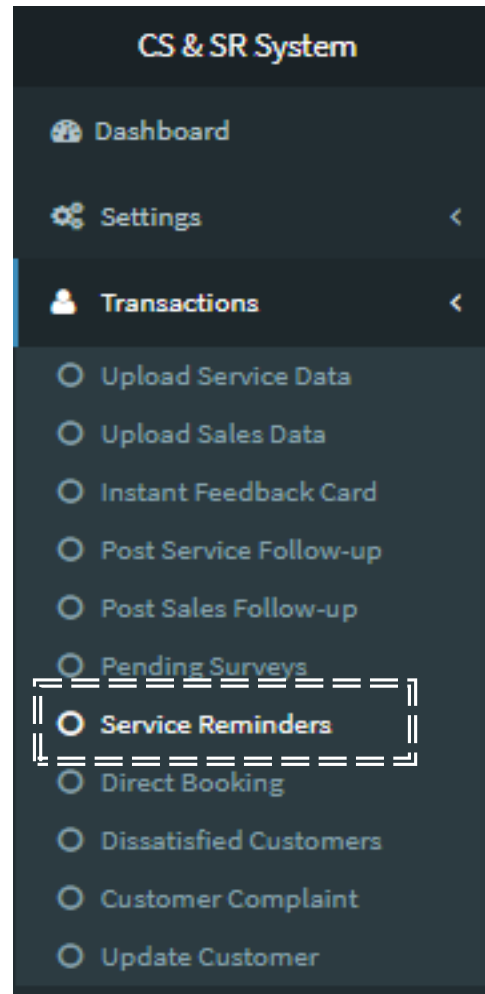 CS & SR System
Dashboard
Settings
Transactions
Upload Service Data
Upload Sales Data
Instant Feedback Card
Post Service Follow-up
Post Sales Follow-up
Pending Surveys
Service Reminders
Direct Booking
Dissatisfied Customers
Customer Complaint
Update Customer